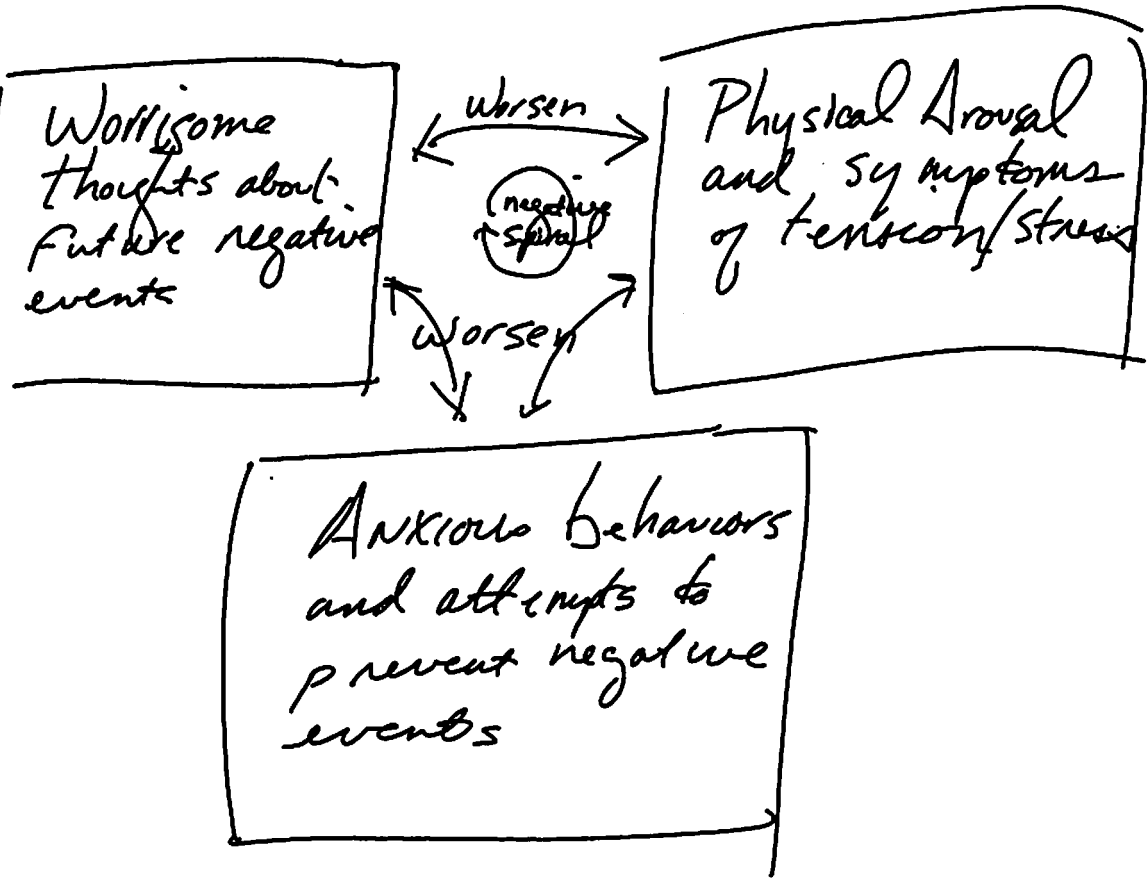 Worrisome
thoughts about
future negative
events
worsen
negative
spiral
worsen
Physical Arousal
and symptoms
of tension/stress
Anxious behaviors
and attempts to
prevent negative
events